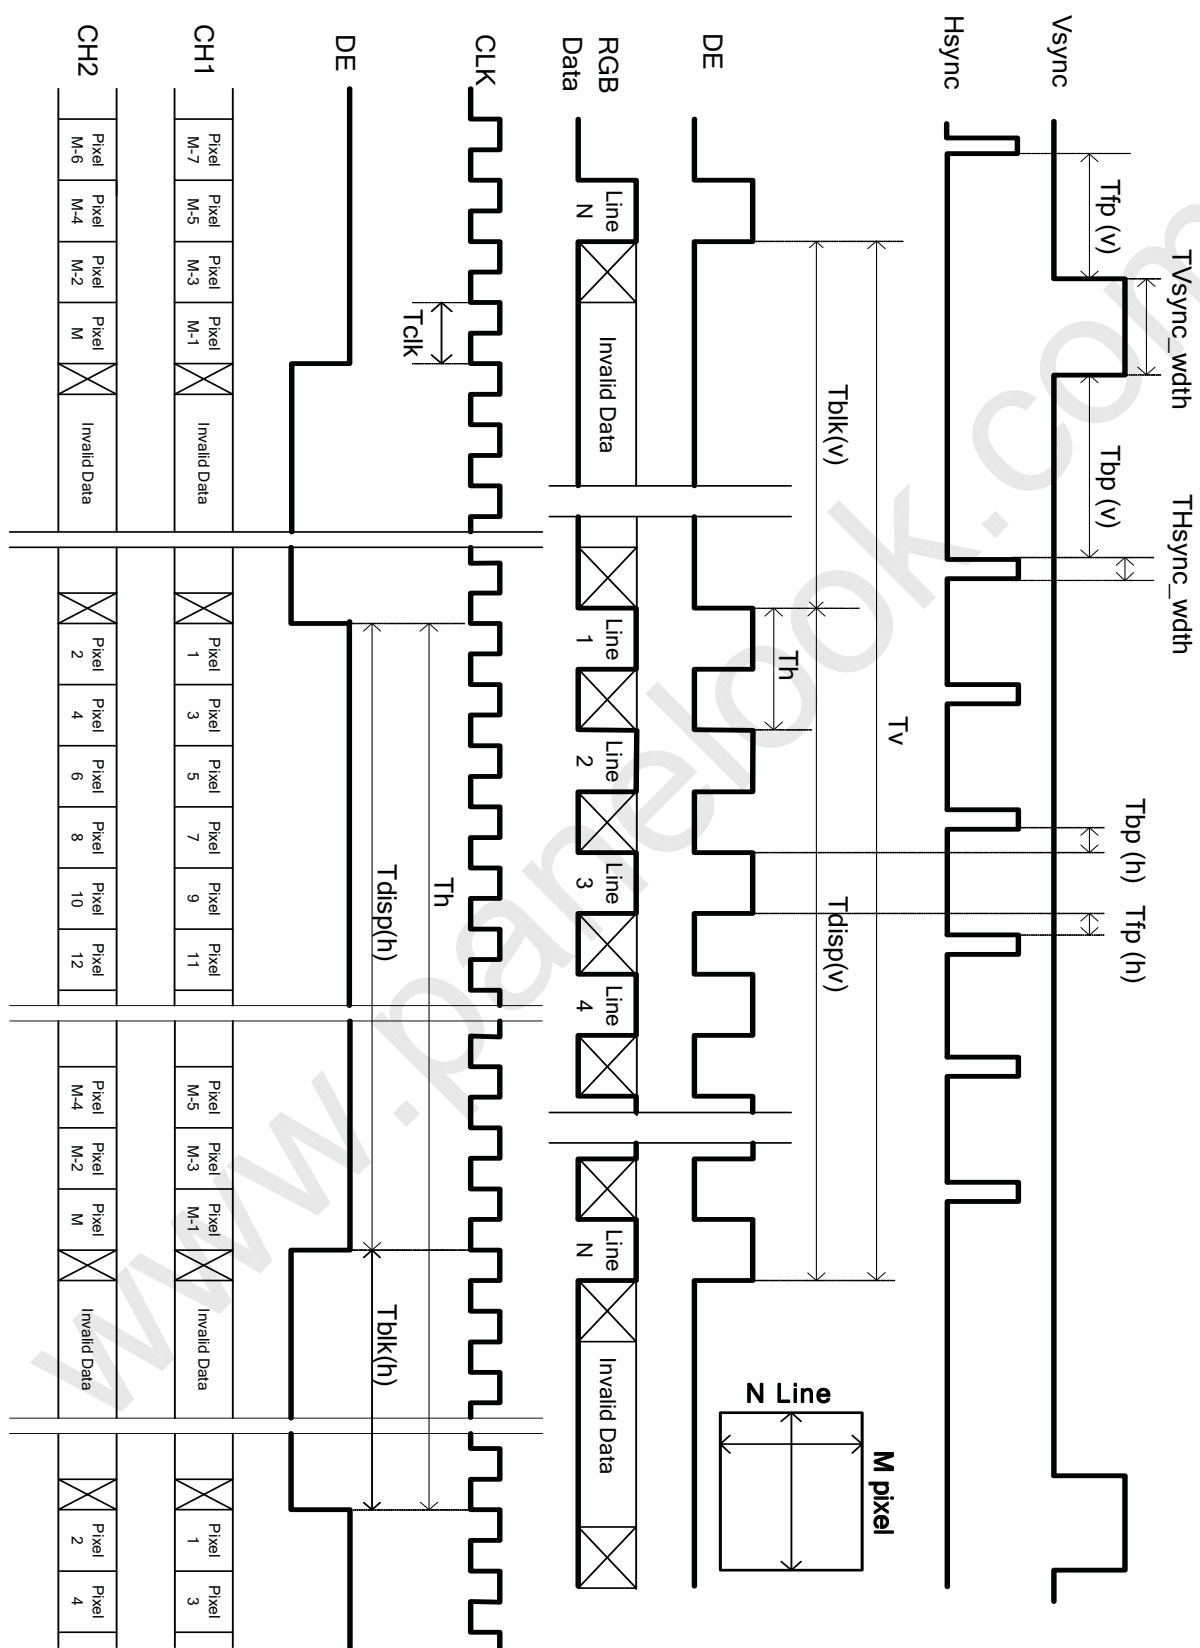 Vsync
TVsync_wdth
Tfp (v)
Tbp (v)
THsync_wdth
Tbp (h)
Tfp (h)
Hsync
Tv
Tblk(v)
Tdisp(v)
Th
N Line
M pixel
DE
RGB
Data
Line
N
Invalid Data
Line
1
Line
2
Line
3
Line
4
Line
N
Invalid Data
CLK
Tclk
Th
Tdisp(h)
Tblk(h)
DE
CH1
Pixel
M-7
Pixel
M-5
Pixel
M-3
Pixel
M-1
Invalid Data
Pixel
1
Pixel
3
Pixel
5
Pixel
7
Pixel
9
Pixel
11
Pixel
M-5
Pixel
M-3
Pixel
M-1
Invalid Data
Pixel
1
Pixel
3
CH2
Pixel
M-6
Pixel
M-4
Pixel
M-2
Pixel
M
Invalid Data
Pixel
2
Pixel
4
Pixel
6
Pixel
8
Pixel
10
Pixel
12
Pixel
M-4
Pixel
M-2
Pixel
M
Invalid Data
Pixel
2
Pixel
4
www.panelook.com